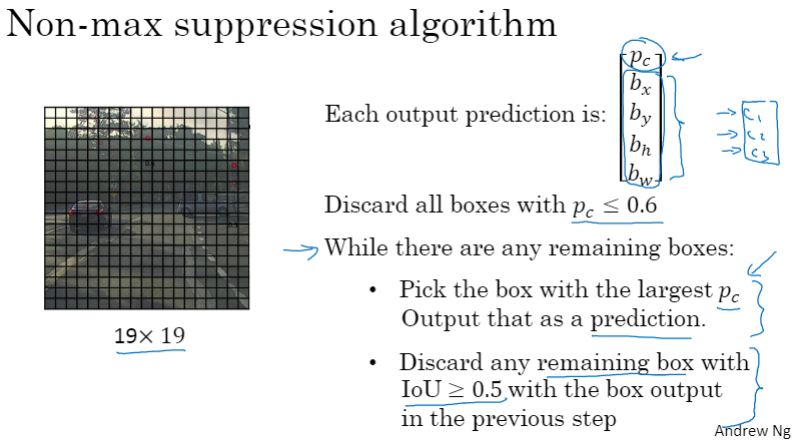 Non-max suppression algorithm
Each output prediction is:
p_c
b_x
b_y
b_h
b_w
c_1
c_2
c_3
Discard all boxes with p_c ≤ 0.6
While there are any remaining boxes:
• Pick the box with the largest p_c
Output that as a prediction.
• Discard any remaining box with
IoU ≥ 0.5 with the box output
in the previous step
19× 19
Andrew Ng